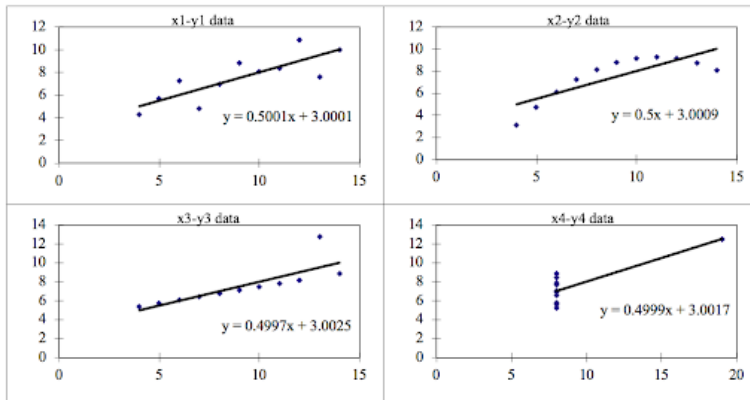 x1-y1 data
12
10
8
6
4
2
0
y = 0.5001x + 3.0001
0 5 10 15
x2-y2 data
12
10
8
6
4
2
0
y = 0.5x + 3.0009
0 5 10 15
x3-y3 data
14
12
10
8
6
4
2
0
y = 0.4997x + 3.0025
0 5 10 15
x4-y4 data
14
12
10
8
6
4
2
0
y = 0.4999x + 3.0017
0 5 10 15 20